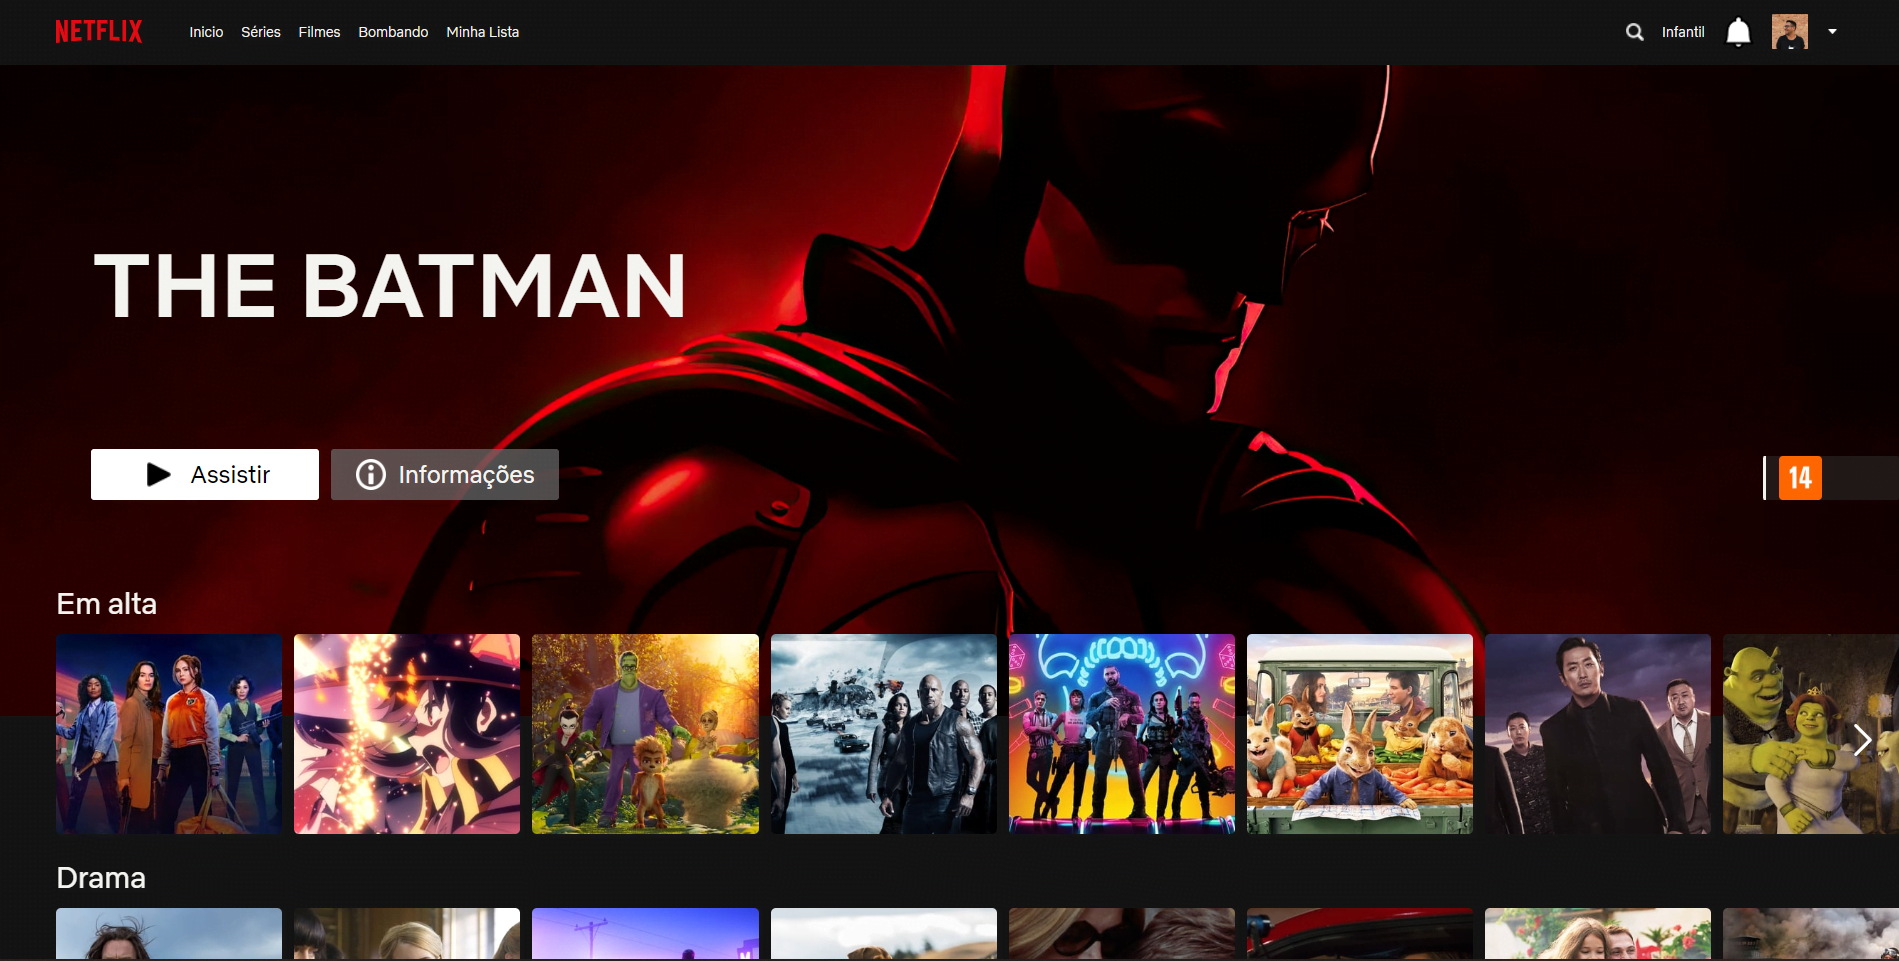 NETFLIX
Inicio Séries Filmes Bombando Minha Lista
Infantil
THE BATMAN
Assistir
Informações
14
Em alta
Drama